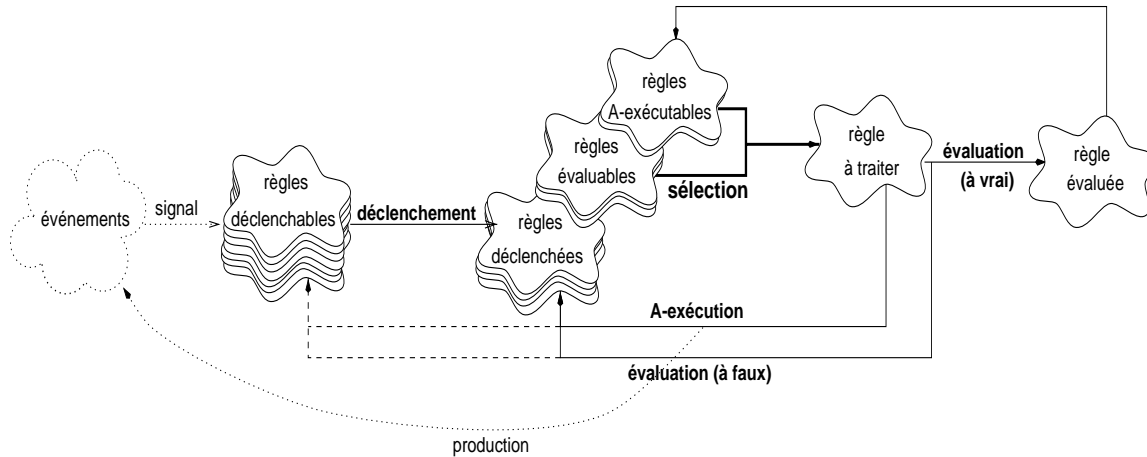 règles
A-exécutables
règles
évaluables
sélection
règle
à traiter
évaluation
(à vrai)
règle
évaluée
événements
signal
règles
déclenchables
déclenchement
règles
déclenchées
A-exécution
évaluation (à faux)
production